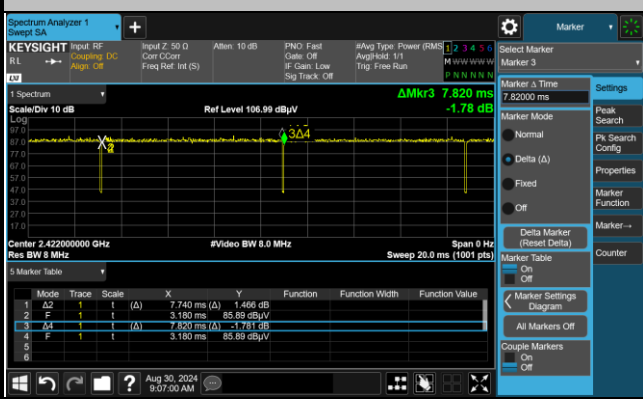 Spectrum Analyzer 1
Swept SA
Marker
KEYSIGHT Input: RF Input Z: 50 Ω Atten: 10 dB PNO: Fast #Avg Type: Power (RMS 1 2 3 4 5 6
RL Coupling: DC Corr CCorr Gate: Off Avg|Hold: 1/1 M W W W W W
Align: Off Freq Ref: Int (S) IF Gain: Low Trig: Free Run
Sig Track: Off P N N N N N
LXI
Select Marker
Marker 3
1 Spectrum
ΔMkr3 7.820 ms
Scale/Div 10 dB Ref Level 106.99 dBµV -1.78 dB
Log
97.0
87.0
77.0
67.0
57.0
47.0
37.0
27.0
17.0
2
3Δ4
Center 2.422000000 GHz #Video BW 8.0 MHz Span 0 Hz
Res BW 8 MHz Sweep 20.0 ms (1001 pts)
5 Marker Table
Mode Trace Scale X Y Function Function Width Function Value
1 Δ2 1 t (Δ) 7.740 ms (Δ) 1.466 dB
2 F 1 t 3.180 ms 85.89 dBµV
3 Δ4 1 t (Δ) 7.820 ms (Δ) -1.781 dB
4 F 1 t 3.180 ms 85.89 dBµV
5
6
Marker Δ Time
7.82000 ms
Marker Mode
Normal
Delta (Δ)
Fixed
Off
Delta Marker
(Reset Delta)
Marker Table
On
Off
Marker Settings
Diagram
All Markers Off
Couple Markers
On
Off
Settings
Peak
Search
Pk Search
Config
Properties
Marker
Function
Marker→
Counter
?
Aug 30, 2024
9:07:00 AM